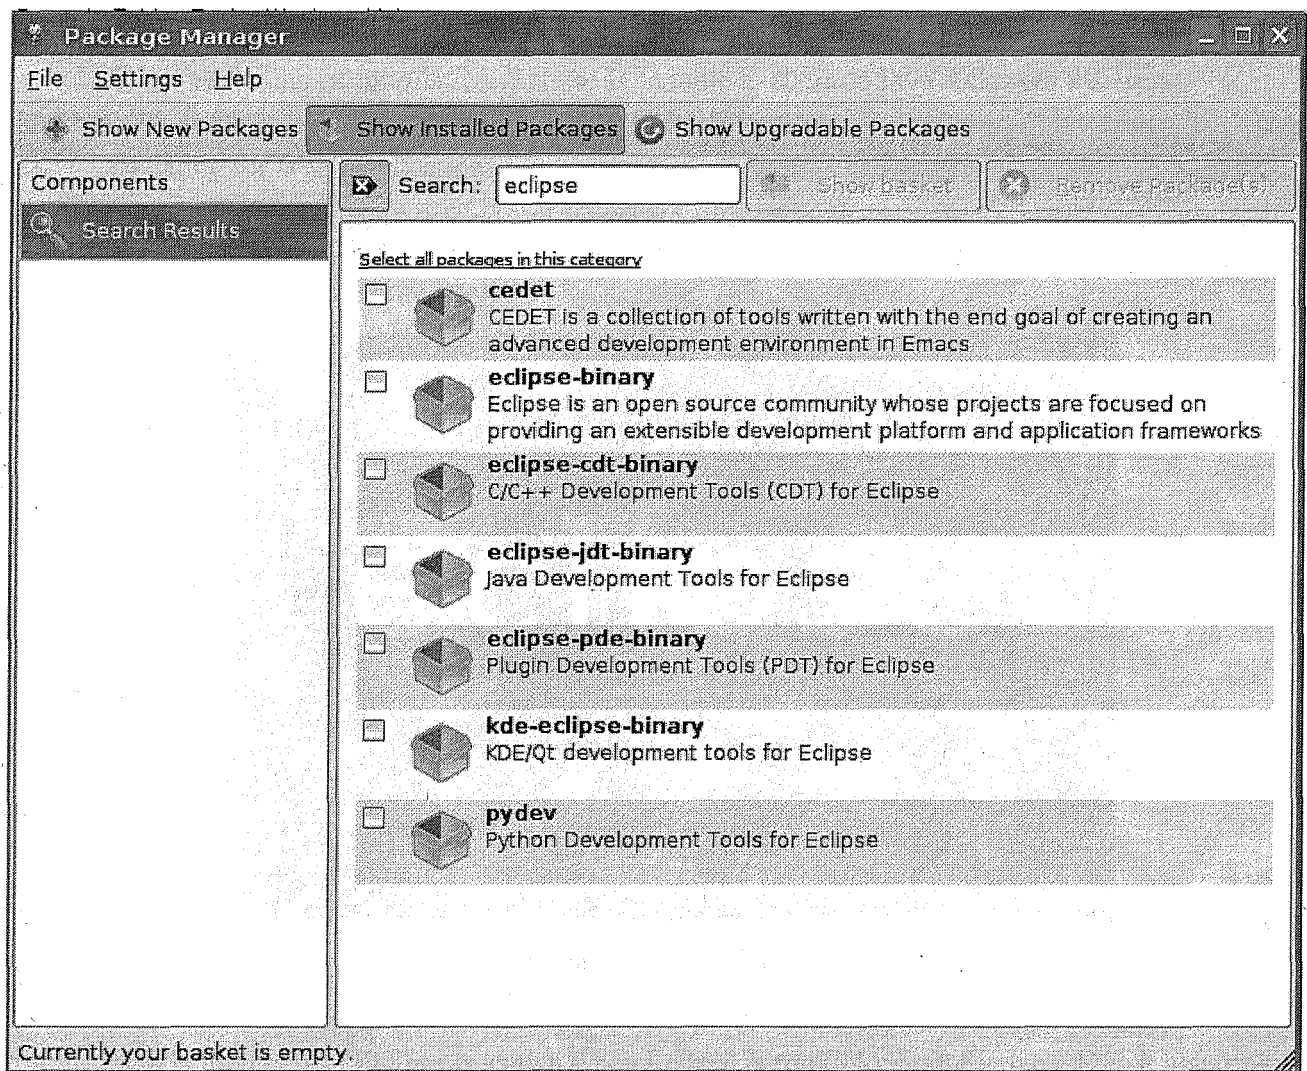 Package Manager
File Settings Help
Show New Packages Show Installed Packages Show Upgradable Packages
Components
Search: eclipse Show basket Remove Package(s)
Search Results
Select all packages in this category
cedet
CEDET is a collection of tools written with the end goal of creating an
advanced development environment in Emacs
eclipse-binary
Eclipse is an open source community whose projects are focused on
providing an extensible development platform and application frameworks
eclipse-cdt-binary
C/C++ Development Tools (CDT) for Eclipse
eclipse-jdt-binary
Java Development Tools for Eclipse
eclipse-pde-binary
Plugin Development Tools (PDT) for Eclipse
kde-eclipse-binary
KDE/Qt development tools for Eclipse
pydev
Python Development Tools for Eclipse
Currently your basket is empty.